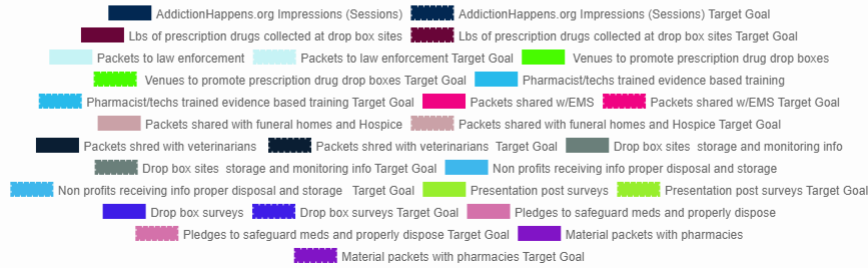 AddictionHappens.org Impressions (Sessions) AddictionHappens.org Impressions (Sessions) Target Goal
Lbs of prescription drugs collected at drop box sites Lbs of prescription drugs collected at drop box sites Target Goal
Packets to law enforcement Packets to law enforcement Target Goal Venues to promote prescription drug drop boxes
Venues to promote prescription drug drop boxes Target Goal Pharmacist/techs trained evidence based training
Pharmacist/techs trained evidence based training Target Goal Packets shared w/EMS Packets shared w/EMS Target Goal
Packets shared with funeral homes and Hospice Packets shared with funeral homes and Hospice Target Goal
Packets shred with veterinarians Packets shred with veterinarians Target Goal Drop box sites storage and monitoring info
Drop box sites storage and monitoring info Target Goal Non profits receiving info proper disposal and storage
Non profits receiving info proper disposal and storage Target Goal Presentation post surveys Presentation post surveys Target Goal
Drop box surveys Drop box surveys Target Goal Pledges to safeguard meds and properly dispose
Pledges to safeguard meds and properly dispose Target Goal Material packets with pharmacies
Material packets with pharmacies Target Goal